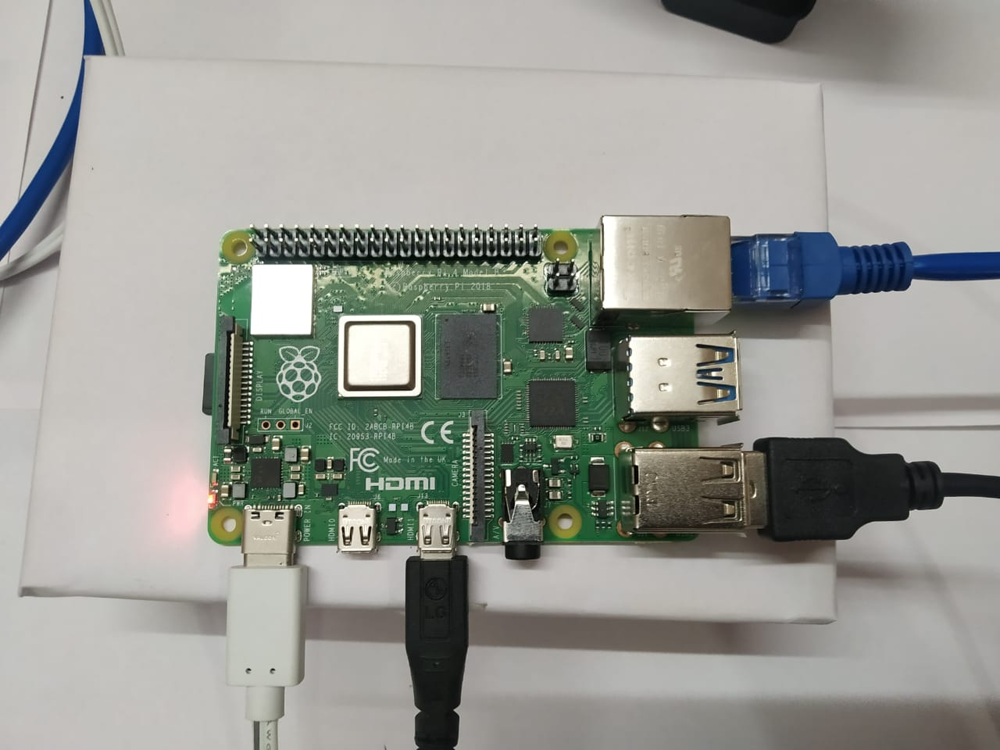 Raspberry Pi 4 Model B
Raspberry Pi 2018
DISPLAY
RUN GLOBAL_EN
J2
FCC ID: 2ABCB-RPI4B
IC: 20953-RPI4B
CE
FC
Made in the UK
HDMI
CAMERA
J3
USB3
ACT
PWR
POWER IN
HDMI0
J6
HDMI1
J13
A/V
J7
LG